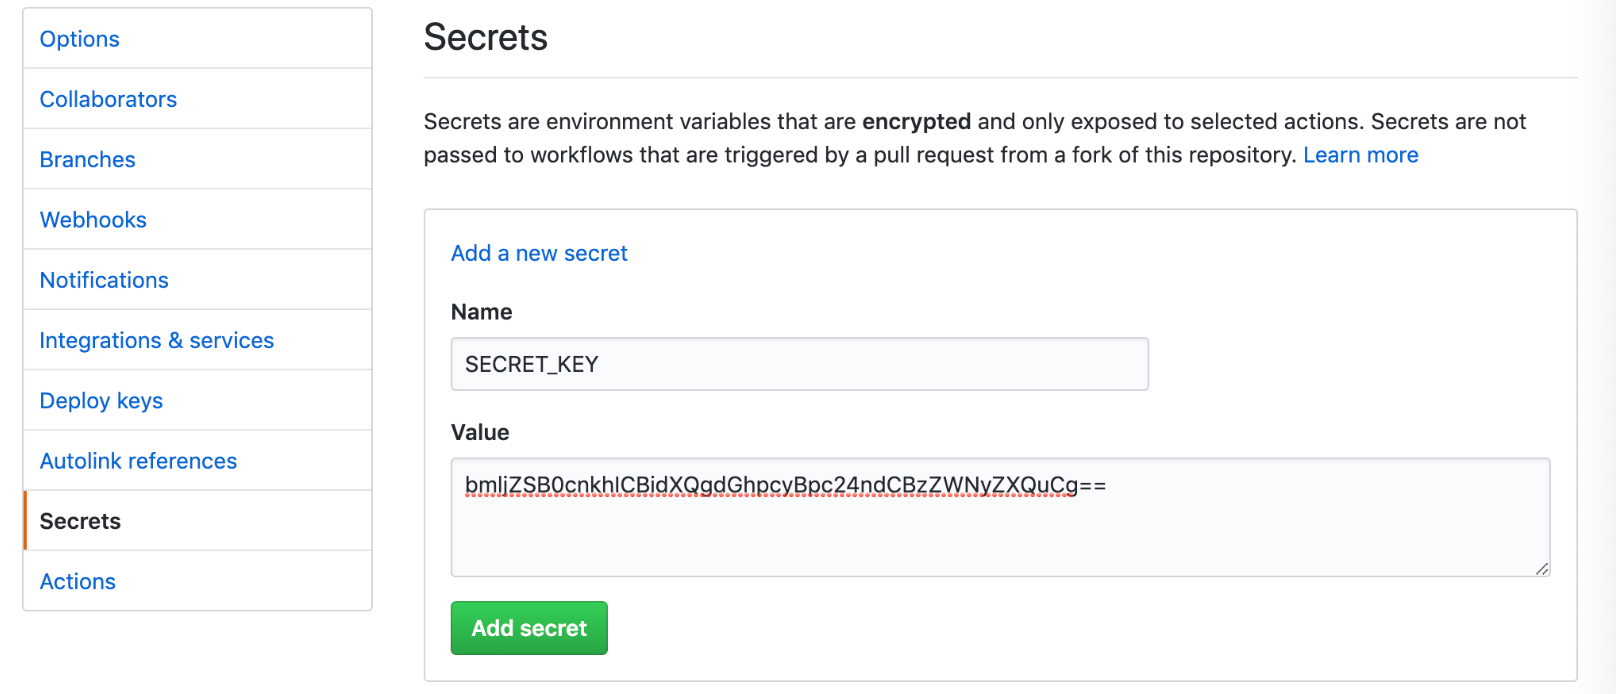 Options
Collaborators
Branches
Webhooks
Notifications
Integrations & services
Deploy keys
Autolink references
Secrets
Actions
Secrets
Secrets are environment variables that are encrypted and only exposed to selected actions. Secrets are not
passed to workflows that are triggered by a pull request from a fork of this repository. Learn more
Add a new secret
Name
SECRET_KEY
Value
bmljZSB0cnkhICBidXQgdGhpcyBpc24ndCBzZWNyZXQuCg==
Add secret